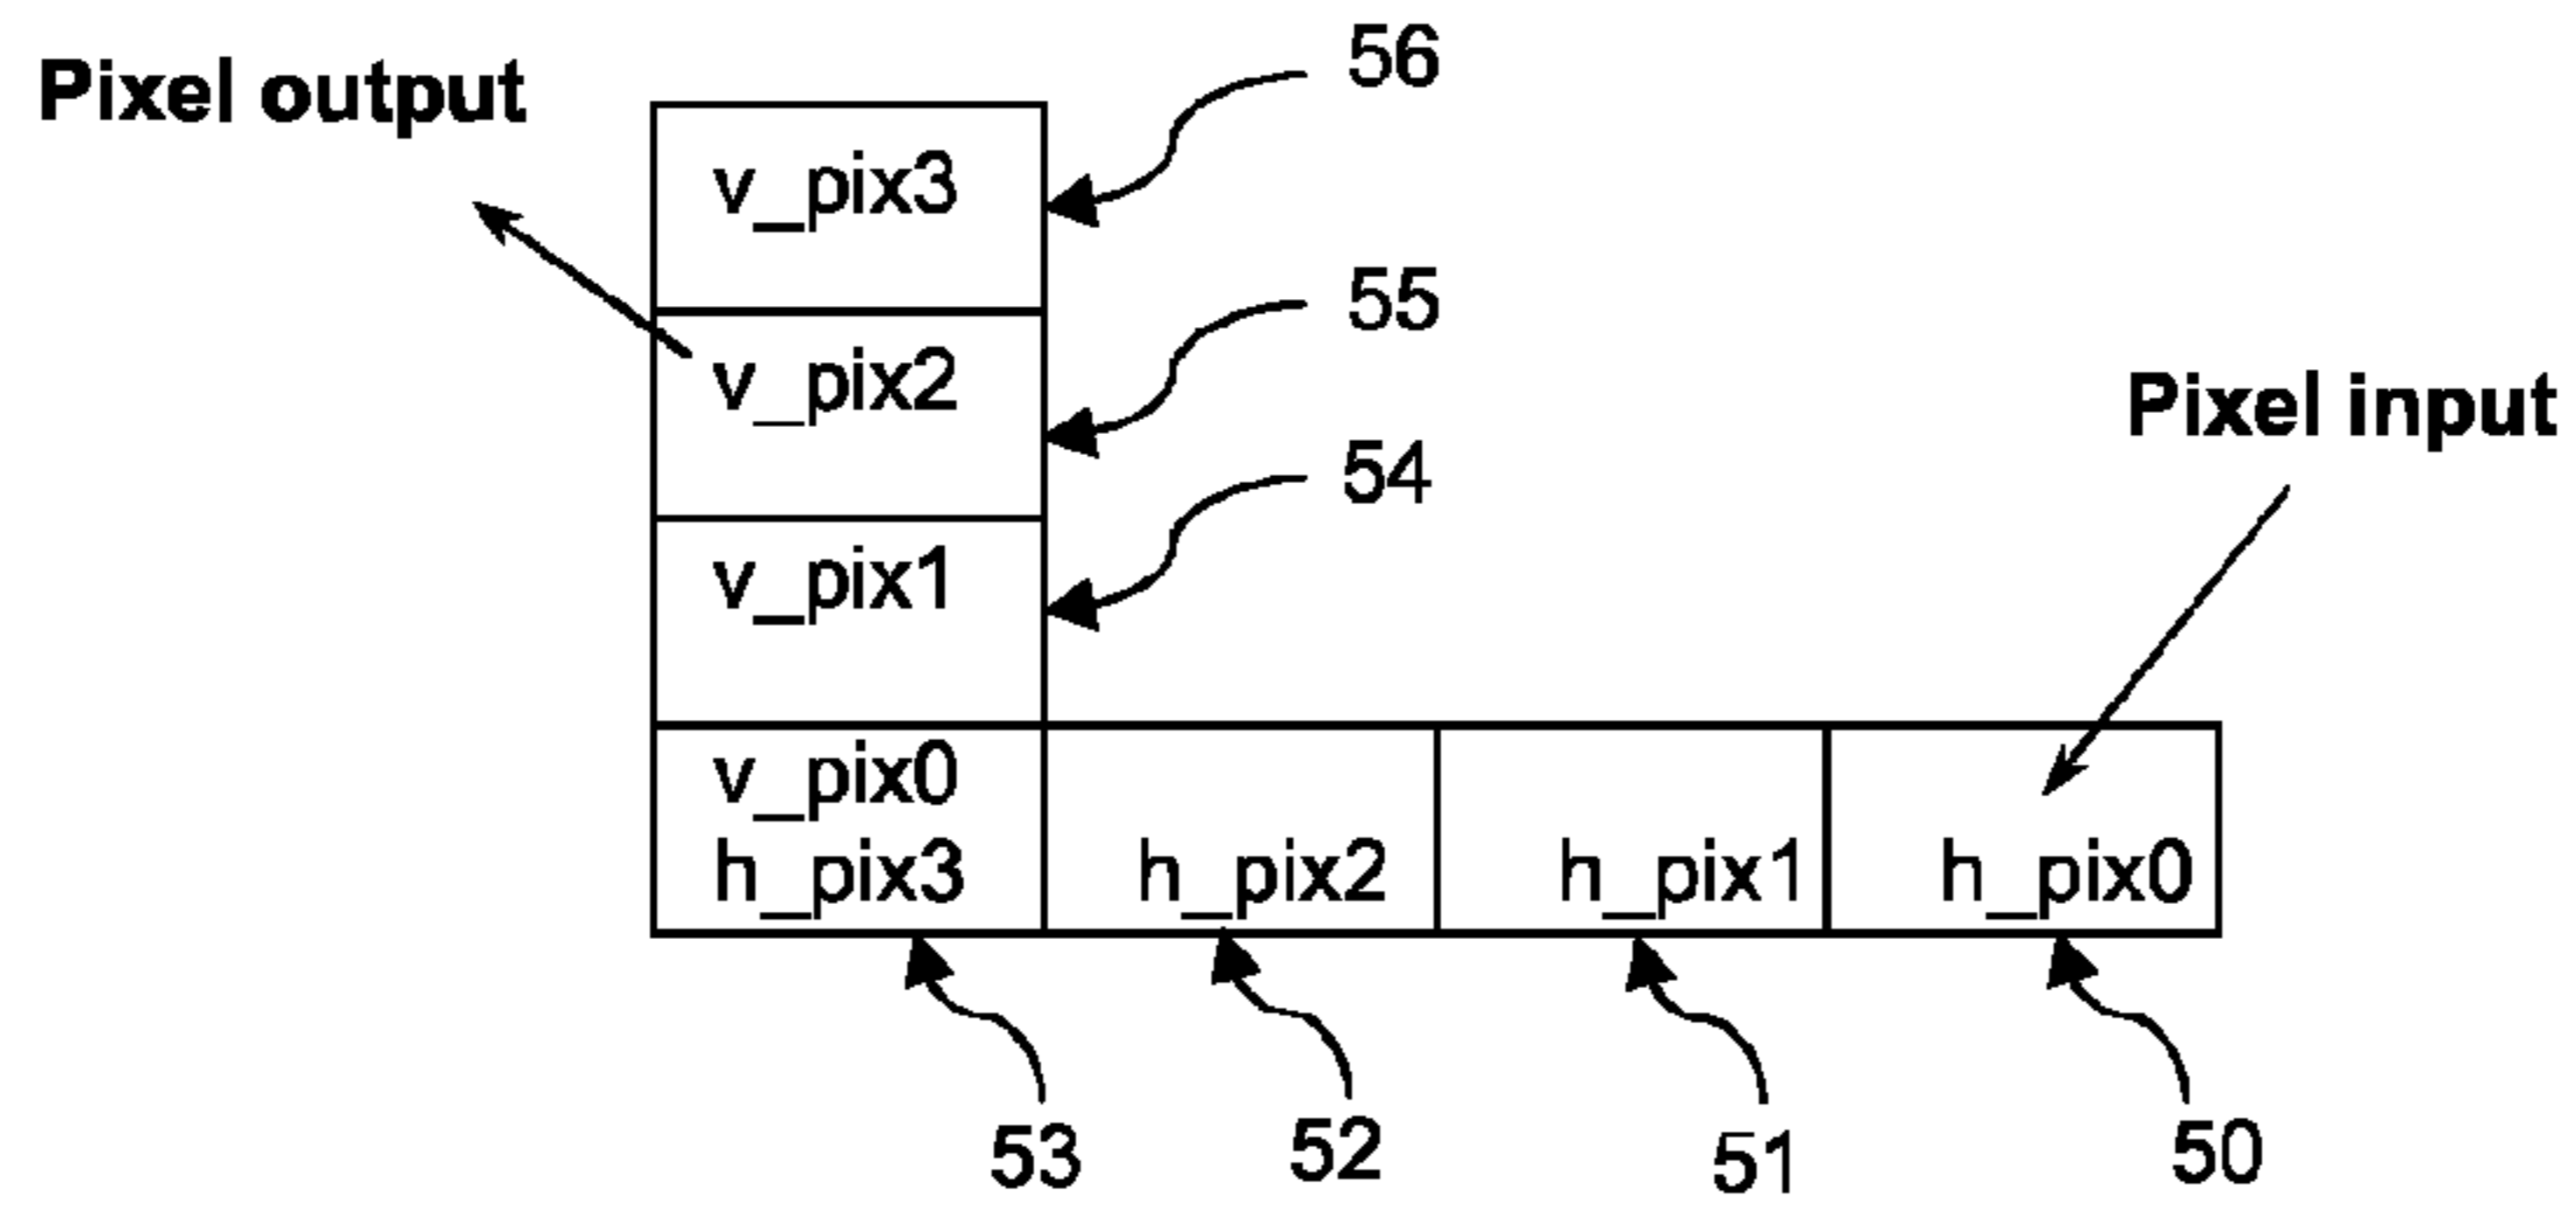 56
Pixel output
v_pix3
55
v_pix2
Pixel input
54
v_pix1
v_pix0
h_pix3
h_pix2
h_pix1
h_pix0
53
52
51
50